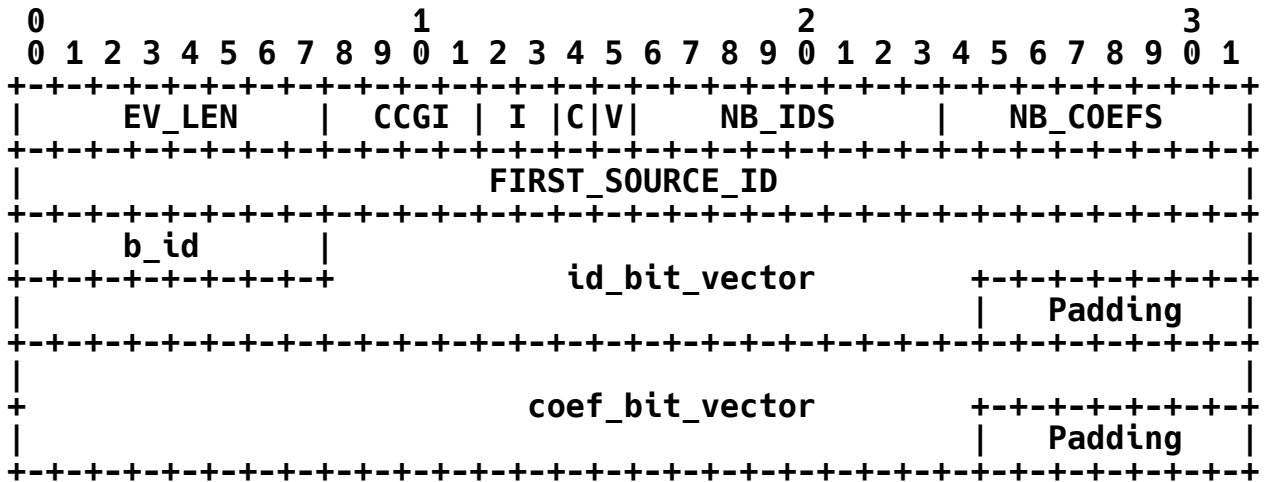 0                   1                   2                   3
 0 1 2 3 4 5 6 7 8 9 0 1 2 3 4 5 6 7 8 9 0 1 2 3 4 5 6 7 8 9 0 1
+-+-+-+-+-+-+-+-+-+-+-+-+-+-+-+-+-+-+-+-+-+-+-+-+-+-+-+-+-+-+-+-+
|     EV_LEN    |  CCGI | I |C|V|    NB_IDS     |   NB_COEFS    |
+-+-+-+-+-+-+-+-+-+-+-+-+-+-+-+-+-+-+-+-+-+-+-+-+-+-+-+-+-+-+-+-+
|                        FIRST_SOURCE_ID                        |
+-+-+-+-+-+-+-+-+-+-+-+-+-+-+-+-+-+-+-+-+-+-+-+-+-+-+-+-+-+-+-+-+
|     b_id      |                                               |
+-+-+-+-+-+-+-+-+            id_bit_vector        +-+-+-+-+-+-+-+
|                                                 |   Padding   |
+-+-+-+-+-+-+-+-+-+-+-+-+-+-+-+-+-+-+-+-+-+-+-+-+-+-+-+-+-+-+-+-+
|                                                               |
+                          coef_bit_vector        +-+-+-+-+-+-+-+
|                                                 |   Padding   |
+-+-+-+-+-+-+-+-+-+-+-+-+-+-+-+-+-+-+-+-+-+-+-+-+-+-+-+-+-+-+-+-+